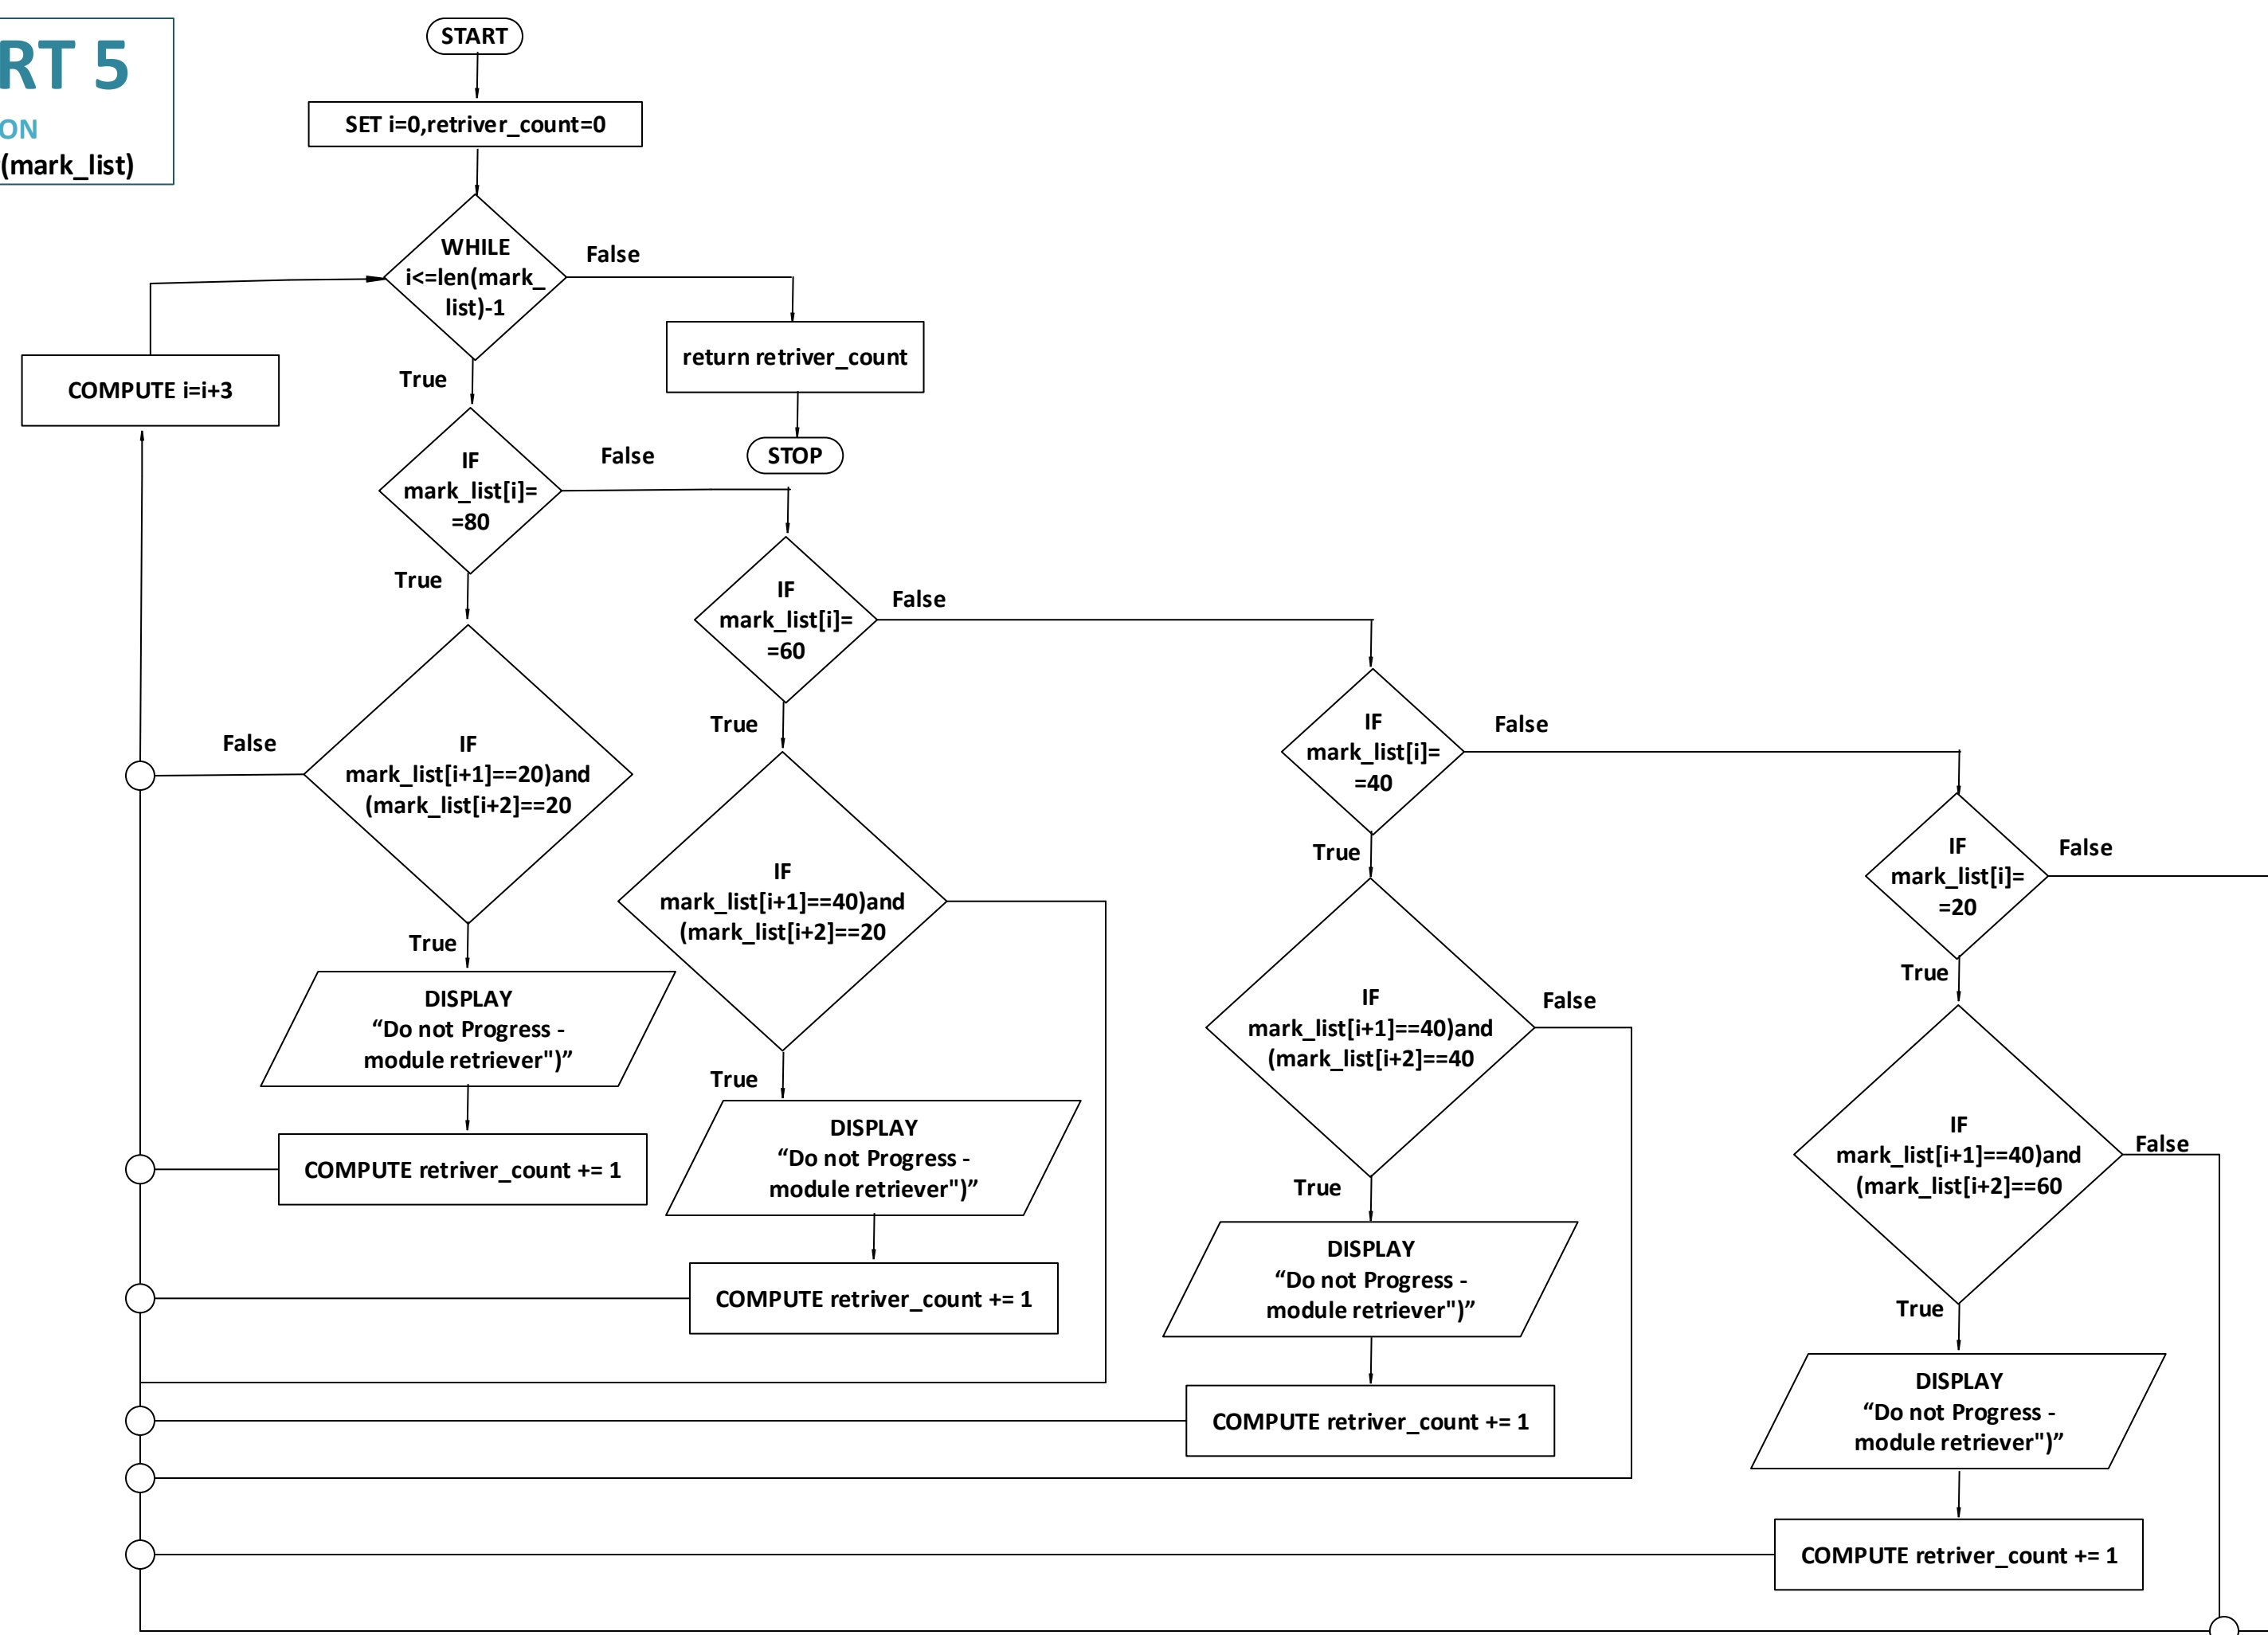 RT 5
ON
(mark_list)
START
SET i=0,retriver_count=0
WHILE
i<=len(mark_
list)-1
False
True
return retriver_count
STOP
COMPUTE i=i+3
IF
mark_list[i]=
=80
False
True
IF
mark_list[i+1]==20)and
(mark_list[i+2]==20
False
True
DISPLAY
“Do not Progress -
module retriever")”
COMPUTE retriver_count += 1
IF
mark_list[i]=
=60
False
True
IF
mark_list[i+1]==40)and
(mark_list[i+2]==20
True
DISPLAY
“Do not Progress -
module retriever")”
COMPUTE retriver_count += 1
IF
mark_list[i]=
=40
False
True
IF
mark_list[i+1]==40)and
(mark_list[i+2]==40
False
True
DISPLAY
“Do not Progress -
module retriever")”
COMPUTE retriver_count += 1
IF
mark_list[i]=
=20
False
True
IF
mark_list[i+1]==40)and
(mark_list[i+2]==60
False
True
DISPLAY
“Do not Progress -
module retriever")”
COMPUTE retriver_count += 1